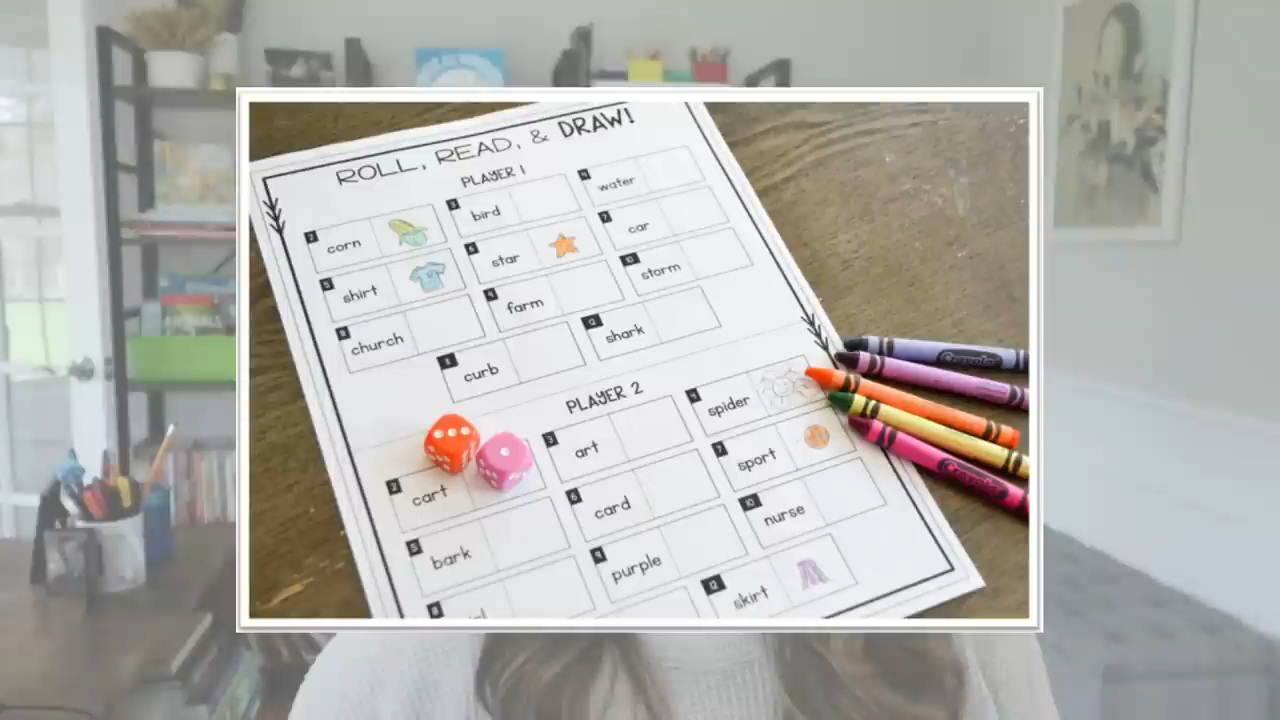 ROLL, READ, & DRAW!
PLAYER 1
2 corn
3 bird
4 water
5 shirt
6 star
7 car
8 church
9 farm
10 storm
11 curb
12 shark
PLAYER 2
2 cart
3 art
4 spider
5 bark
6 card
7 sport
8
9 purple
10 nurse
12 skirt
Crayola
Crayola